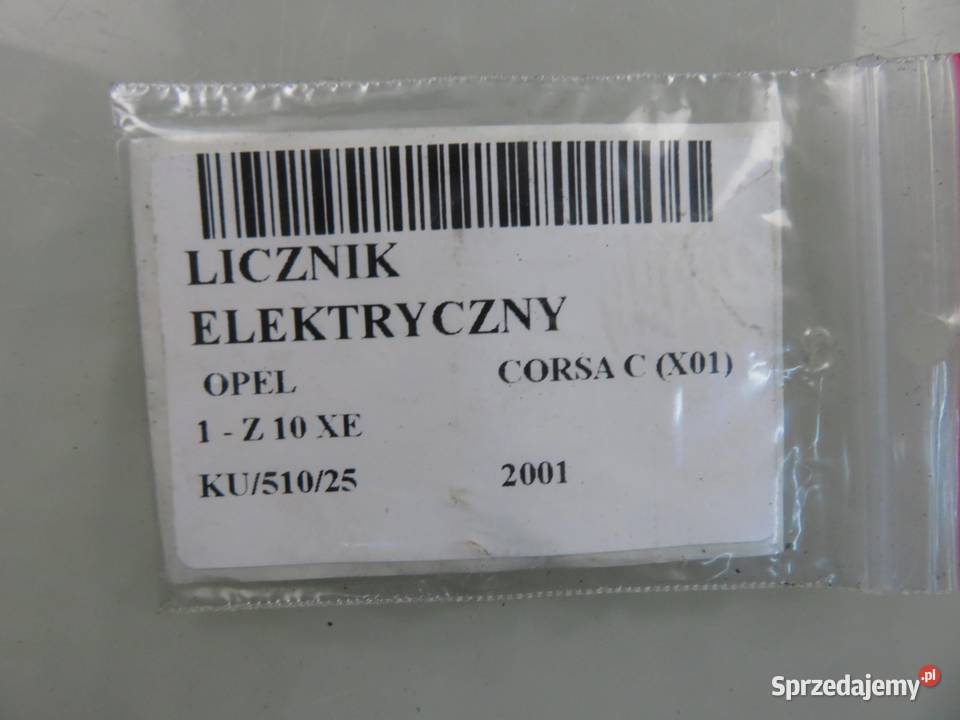 LICZNIK
ELEKTRYCZNY
OPEL CORSA C (X01)
1 - Z 10 XE
KU/510/25 2001
Sprzedajemy.pl